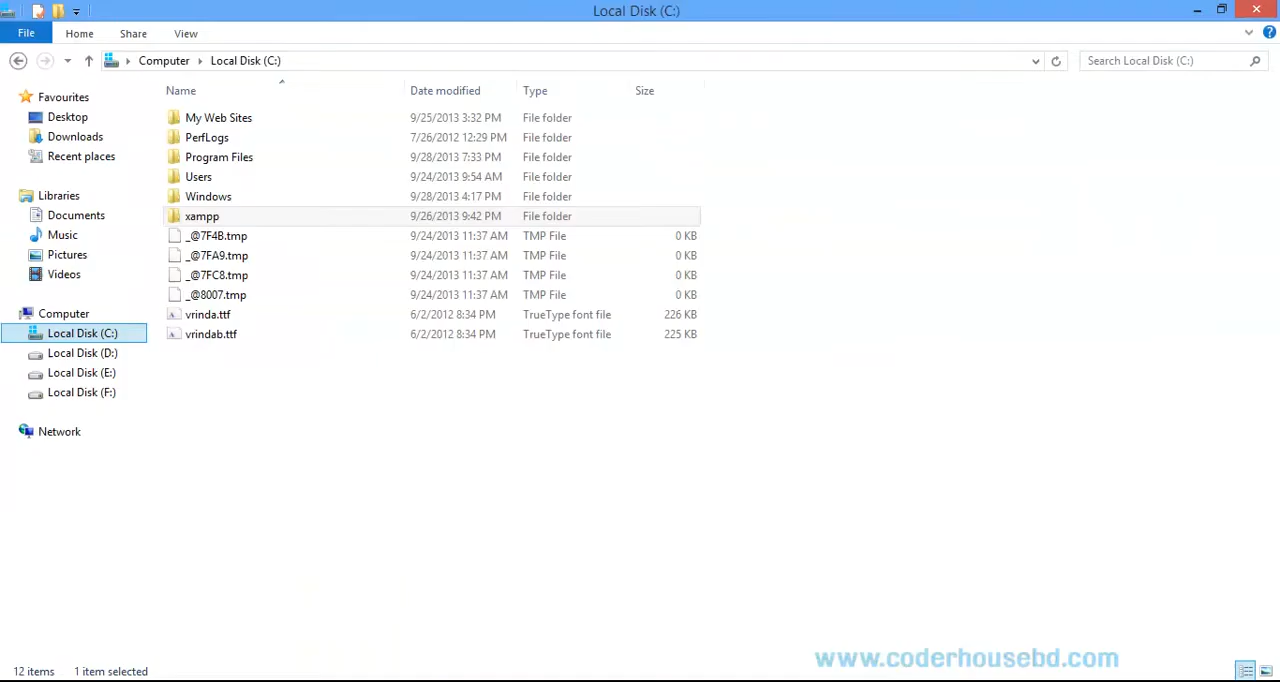 Local Disk (C:)
File Home Share View
Computer Local Disk (C:) Search Local Disk (C:)
Name Date modified Type Size
Favourites
Desktop
Downloads
Recent places
Libraries
Documents
Music
Pictures
Videos
Computer
Local Disk (C:)
Local Disk (D:)
Local Disk (E:)
Local Disk (F:)
Network
My Web Sites 9/25/2013 3:32 PM File folder
PerfLogs 7/26/2012 12:29 PM File folder
Program Files 9/28/2013 7:33 PM File folder
Users 9/24/2013 9:54 AM File folder
Windows 9/28/2013 4:17 PM File folder
xampp 9/26/2013 9:42 PM File folder
_@7F4B.tmp 9/24/2013 11:37 AM TMP File 0 KB
_@7FA9.tmp 9/24/2013 11:37 AM TMP File 0 KB
_@7FC8.tmp 9/24/2013 11:37 AM TMP File 0 KB
_@8007.tmp 9/24/2013 11:37 AM TMP File 0 KB
vrinda.ttf 6/2/2012 8:34 PM TrueType font file 226 KB
vrindab.ttf 6/2/2012 8:34 PM TrueType font file 225 KB
www.coderhousebd.com
12 items 1 item selected